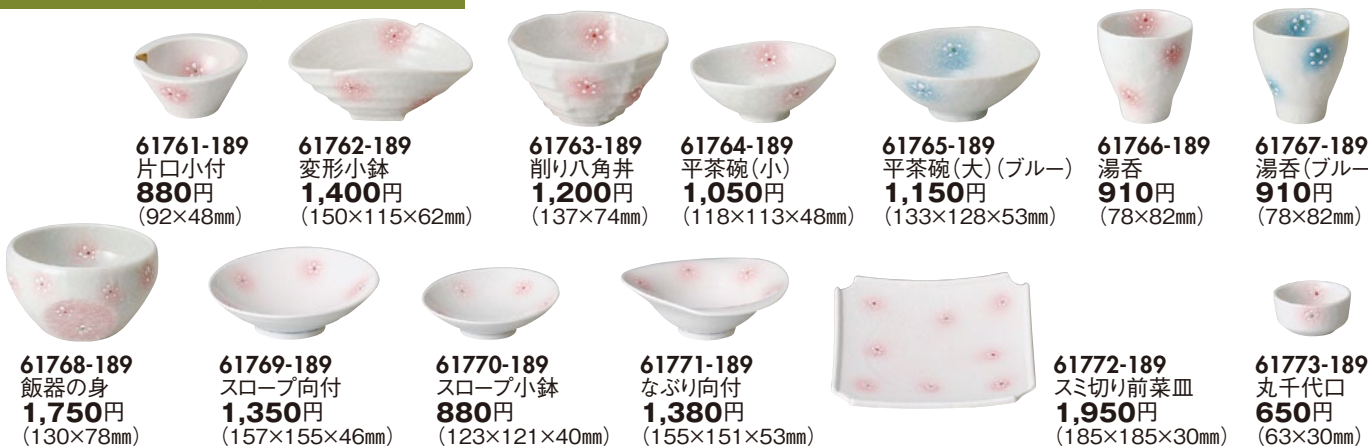 61761-189
片口小付
880円
(92×48㎜)
61762-189
変形小鉢
1,400円
(150×115×62㎜)
61763-189
削り八角丼
1,200円
(137×74㎜)
61764-189
平茶碗(小)
1,050円
(118×113×48㎜)
61765-189
平茶碗(大)(ブルー)
1,150円
(133×128×53㎜)
61766-189
湯呑
910円
(78×82㎜)
61767-189
湯呑(ブルー
910円
(78×82㎜)
61768-189
飯器の身
1,750円
(130×78㎜)
61769-189
スロープ向付
1,350円
(157×155×46㎜)
61770-189
スロープ小鉢
880円
(123×121×40㎜)
61771-189
なぶり向付
1,380円
(155×151×53㎜)
61772-189
スミ切り前菜皿
1,950円
(185×185×30㎜)
61773-189
丸千代口
650円
(63×30㎜)